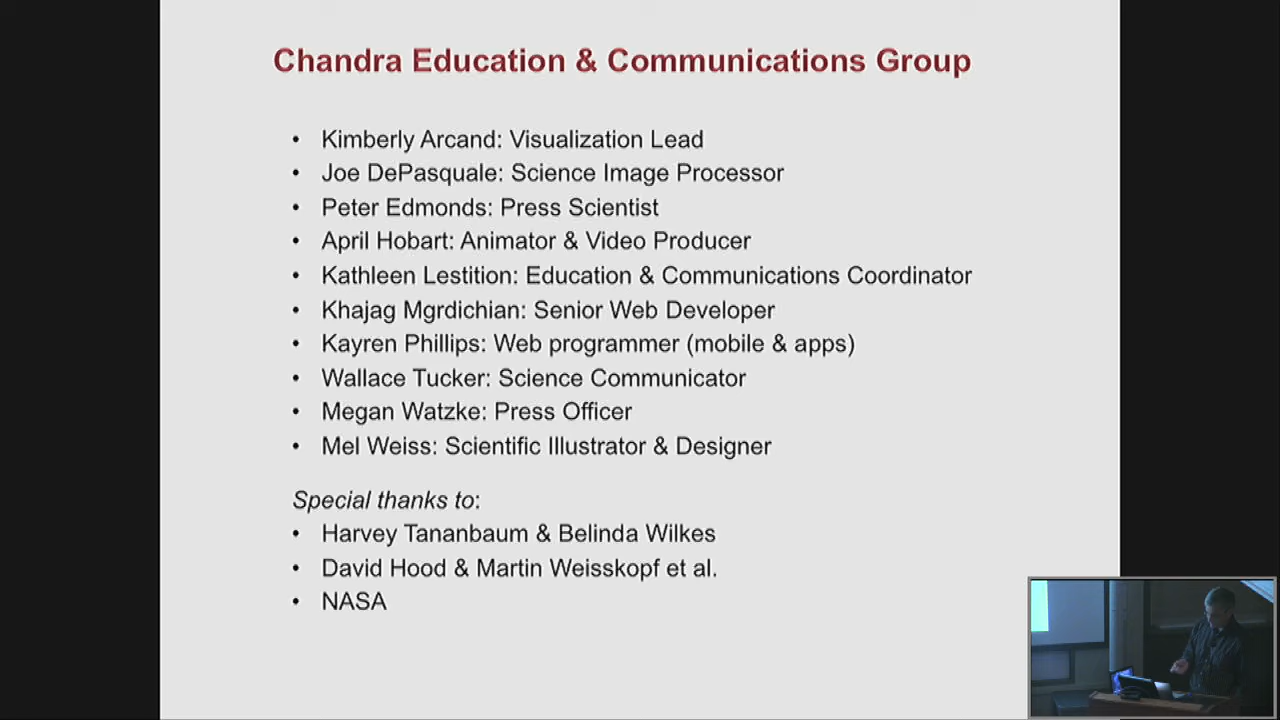 Chandra Education & Communications Group
• Kimberly Arcand: Visualization Lead
• Joe DePasquale: Science Image Processor
• Peter Edmonds: Press Scientist
• April Hobart: Animator & Video Producer
• Kathleen Lestition: Education & Communications Coordinator
• Khajag Mgrdichian: Senior Web Developer
• Kayren Phillips: Web programmer (mobile & apps)
• Wallace Tucker: Science Communicator
• Megan Watzke: Press Officer
• Mel Weiss: Scientific Illustrator & Designer
Special thanks to:
• Harvey Tananbaum & Belinda Wilkes
• David Hood & Martin Weisskopf et al.
• NASA